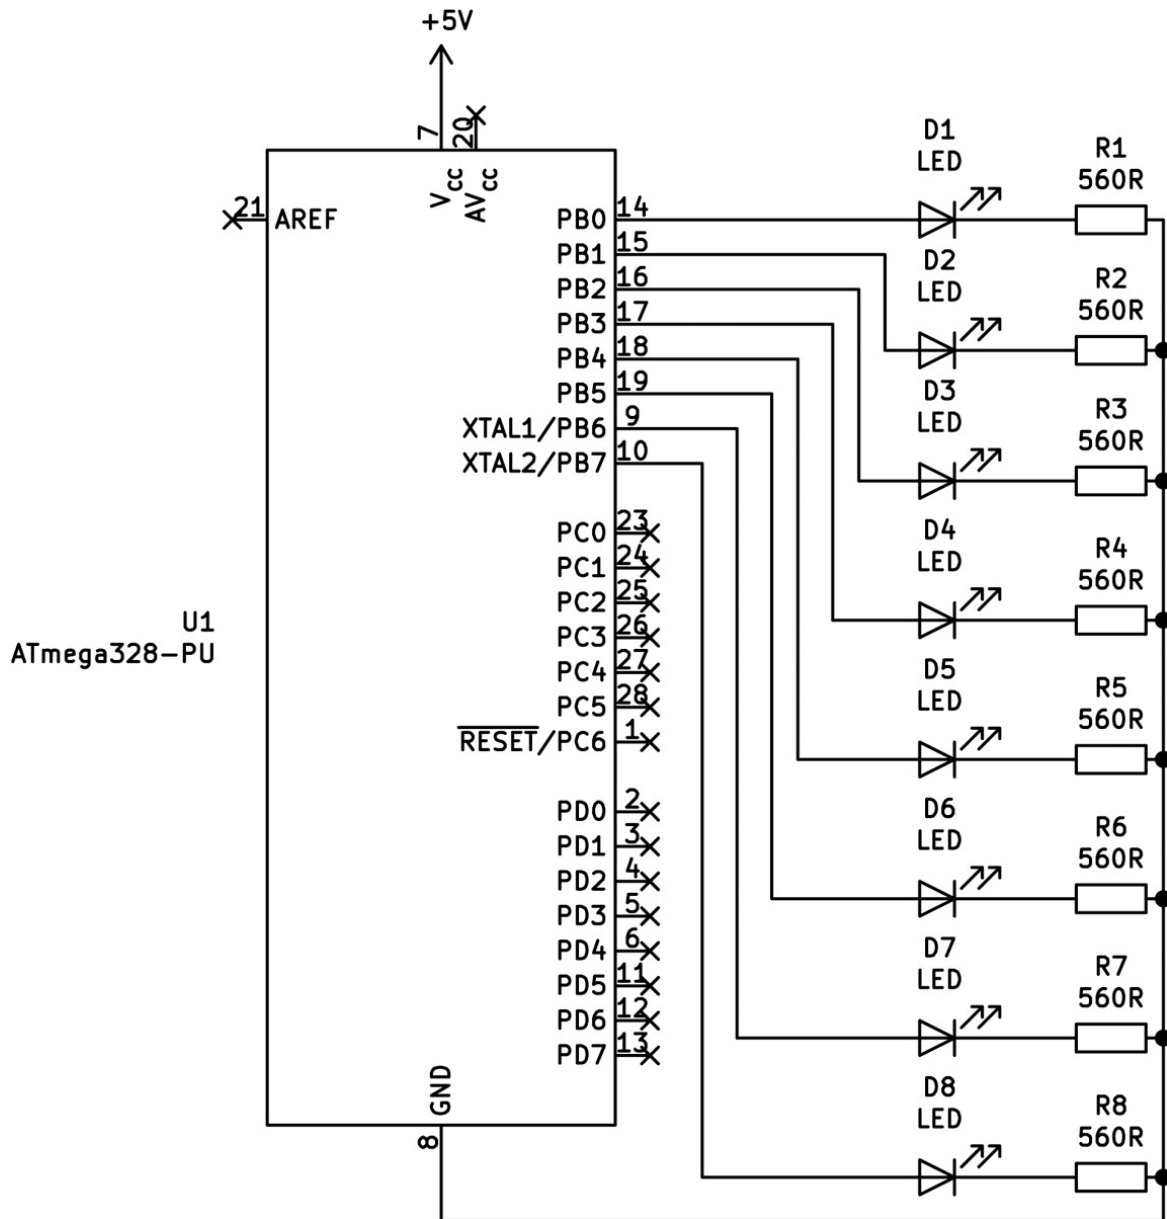 +5V
7
20
VCC
AVCC
21
AREF
PB0
14
PB1
15
PB2
16
PB3
17
PB4
18
PB5
19
XTAL1/PB6
9
XTAL2/PB7
10
PC0
23
PC1
24
PC2
25
PC3
26
PC4
27
PC5
28
RESET/PC6
1
PD0
2
PD1
3
PD2
4
PD3
5
PD4
6
PD5
11
PD6
12
PD7
13
GND
8
U1
ATmega328-PU
D1
LED
R1
560R
D2
LED
R2
560R
D3
LED
R3
560R
D4
LED
R4
560R
D5
LED
R5
560R
D6
LED
R6
560R
D7
LED
R7
560R
D8
LED
R8
560R